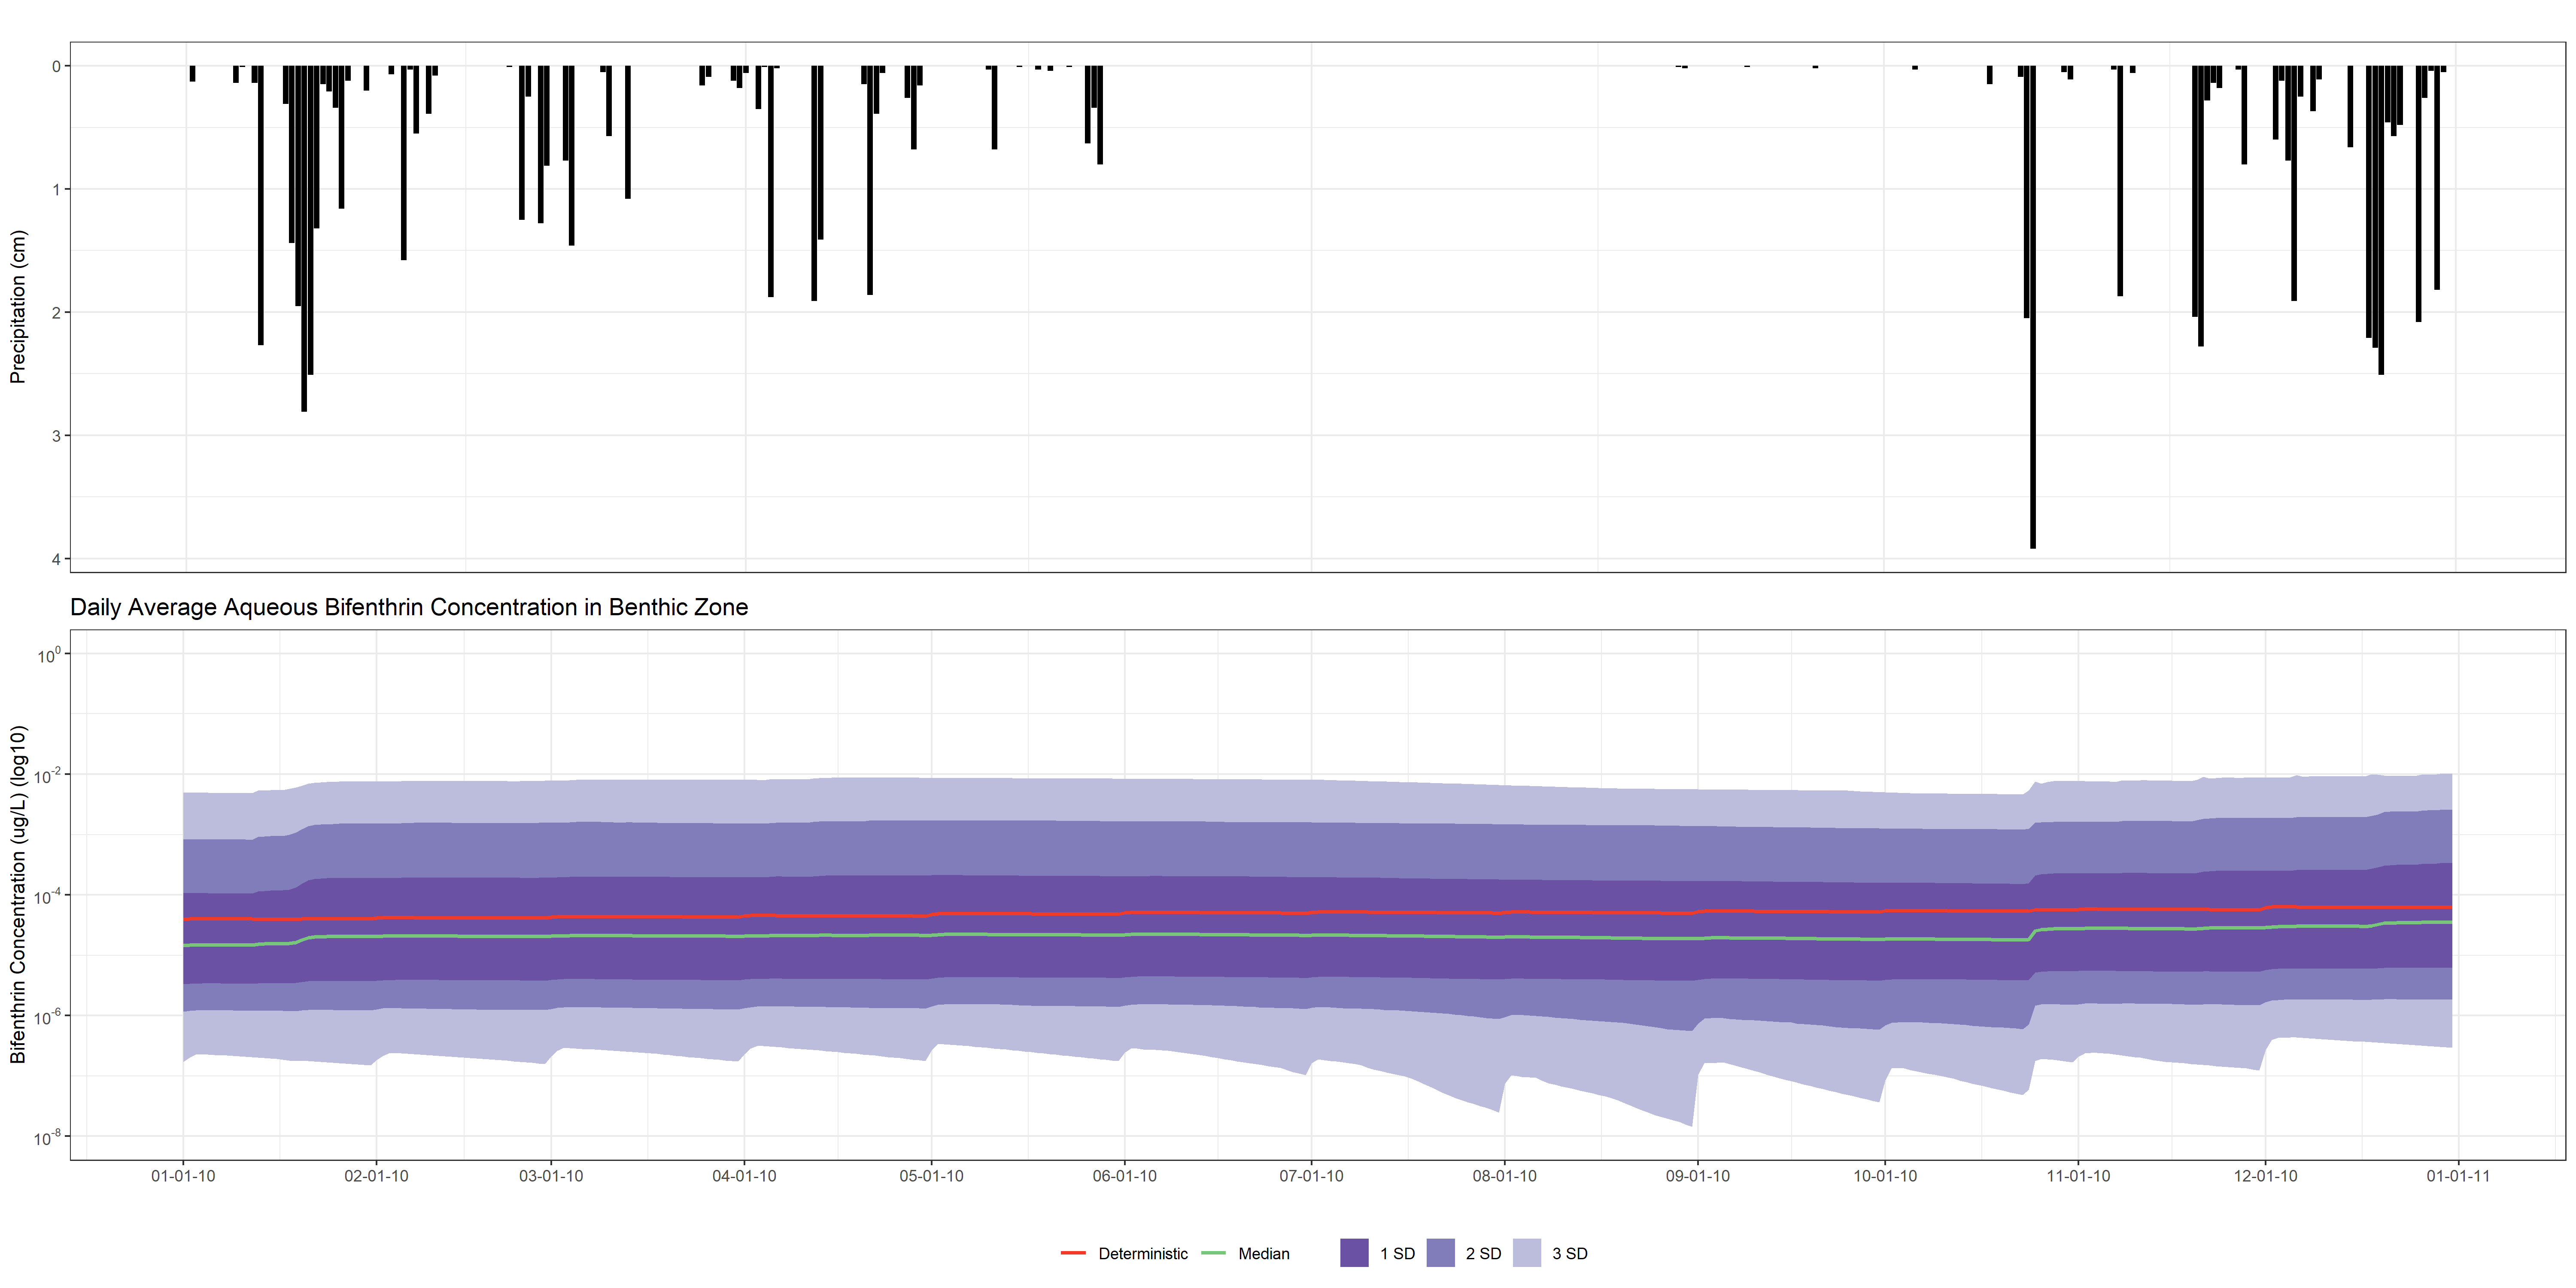 0
1
2
3
4
Precipitation (cm)
Daily Average Aqueous Bifenthrin Concentration in Benthic Zone
10^0
10^-2
10^-4
10^-6
10^-8
Bifenthrin Concentration (ug/L) (log10)
01-01-10 02-01-10 03-01-10 04-01-10 05-01-10 06-01-10 07-01-10 08-01-10 09-01-10 10-01-10 11-01-10 12-01-10 01-01-11
Deterministic Median 1 SD 2 SD 3 SD